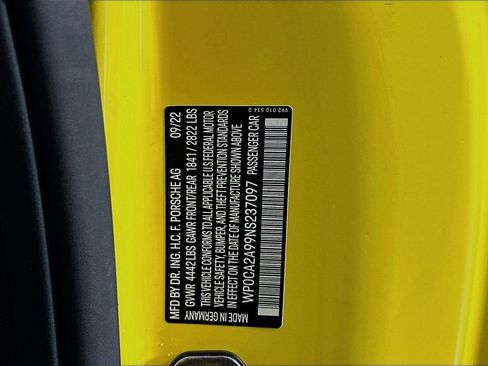 MFD BY DR. ING. H.C. F. PORSCHE AG 09/22
GVWR 4442 LBS GAWR FRONT/REAR 1841 / 2822 LBS
THIS VEHICLE CONFORMS TO ALL APPLICABLE U.S FEDERAL MOTOR
VEHICLE SAFETY, BUMPER, AND THEFT PREVENTION STANDARDS
IN EFFECT ON THE DATE OF MANUFACTURE SHOWN ABOVE
WP0CA2A99NS237097 PASSENGER CAR
MADE IN GERMANY
992 010 534 D